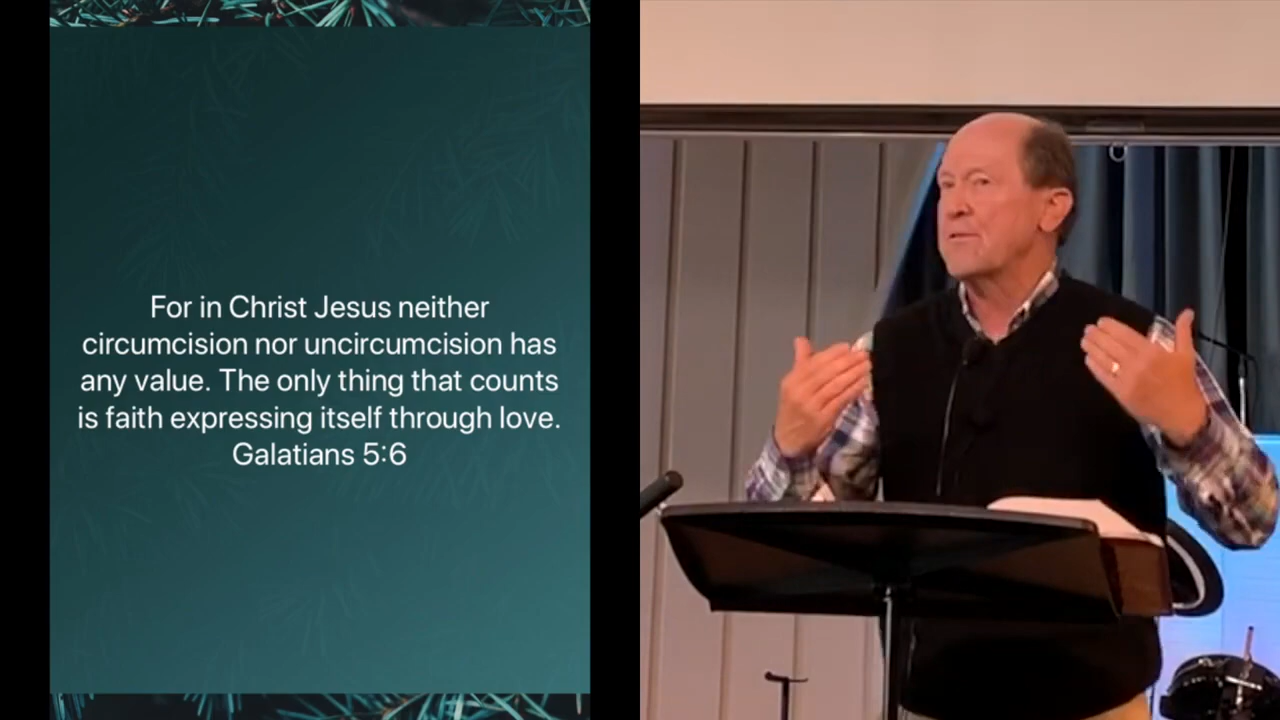 For in Christ Jesus neither
circumcision nor uncircumcision has
any value. The only thing that counts
is faith expressing itself through love.
Galatians 5:6